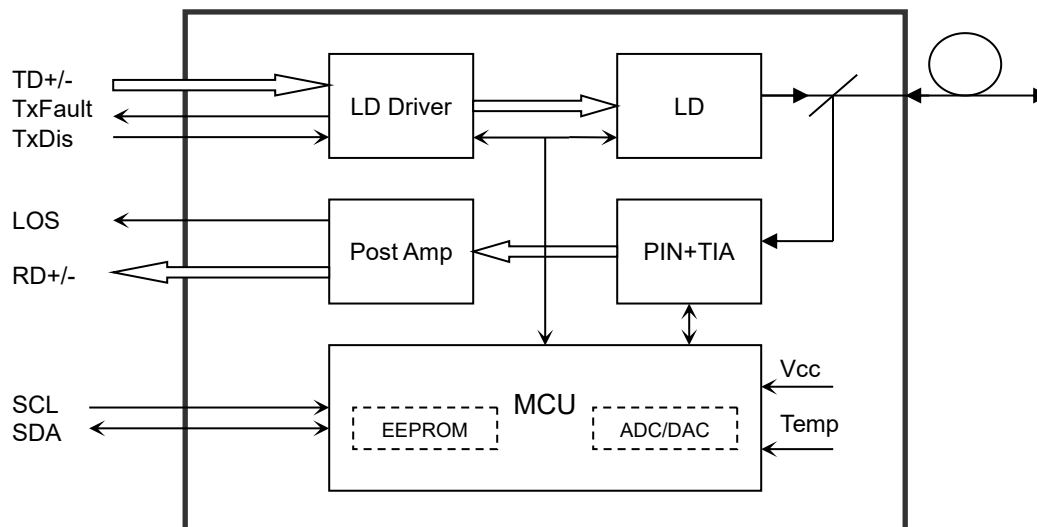 TD+/-
TxFault
TxDis
LD Driver
LD
LOS
RD+/-
Post Amp
PIN+TIA
SCL
SDA
MCU
EEPROM
ADC/DAC
Vcc
Temp